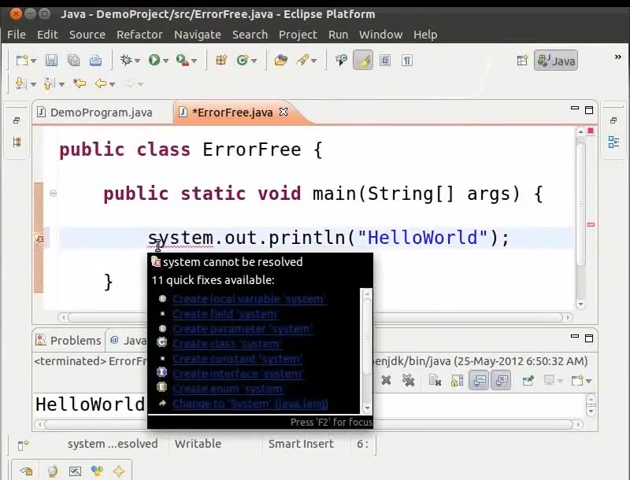 Java - DemoProject/src/ErrorFree.java - Eclipse Platform
File Edit Source Refactor Navigate Search Project Run Window Help
Java
DemoProgram.java *ErrorFree.java
public class ErrorFree {
public static void main(String[] args) {
system.out.println("HelloWorld");
}
system cannot be resolved
11 quick fixes available:
Create local variable 'system'
Create field 'system'
Create parameter 'system'
Create class 'system'
Create constant 'system'
Create interface 'system'
Create enum 'system'
Change to 'System' (java.lang)
Press 'F2' for focus
Problems Java
<terminated> ErrorF enjdk/bin/java (25-May-2012 6:50:32 AM)
HelloWorld
system ...esolved Writable Smart Insert 6: